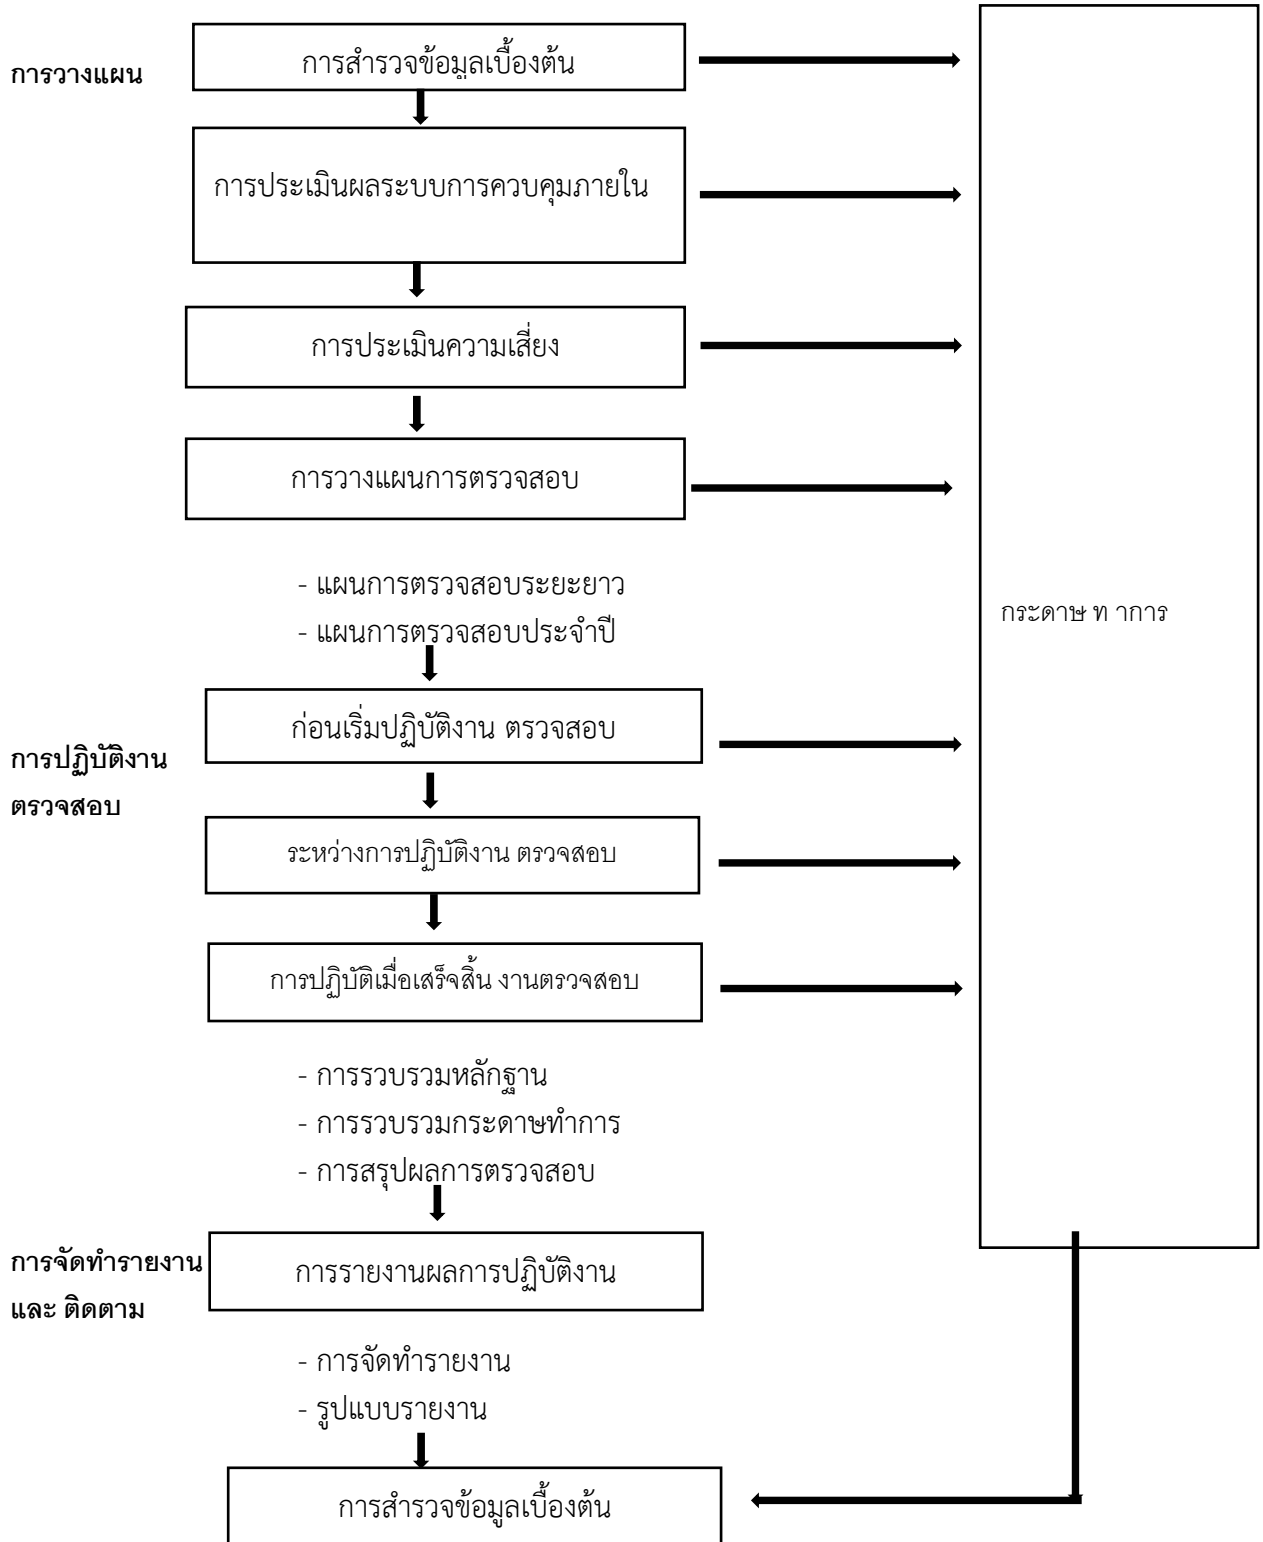 การวางแผน
การสำรวจข้อมูลเบื้องต้น
การประเมินผลระบบการควบคุมภายใน
การประเมินความเสี่ยง
การวางแผนการตรวจสอบ
- แผนการตรวจสอบระยะยาว
- แผนการตรวจสอบประจำปี
กระดาษ ท าการ
ก่อนเริ่มปฏิบัติงาน ตรวจสอบ
การปฏิบัติงาน
ตรวจสอบ
ระหว่างการปฏิบัติงาน ตรวจสอบ
การปฏิบัติเมื่อเสร็จสิ้น งานตรวจสอบ
- การรวบรวมหลักฐาน
- การรวบรวมกระดาษทำการ
- การสรุปผลการตรวจสอบ
การจัดทำรายงาน
และ ติดตาม
การรายงานผลการปฏิบัติงาน
- การจัดทำรายงาน
- รูปแบบรายงาน
การสำรวจข้อมูลเบื้องต้น